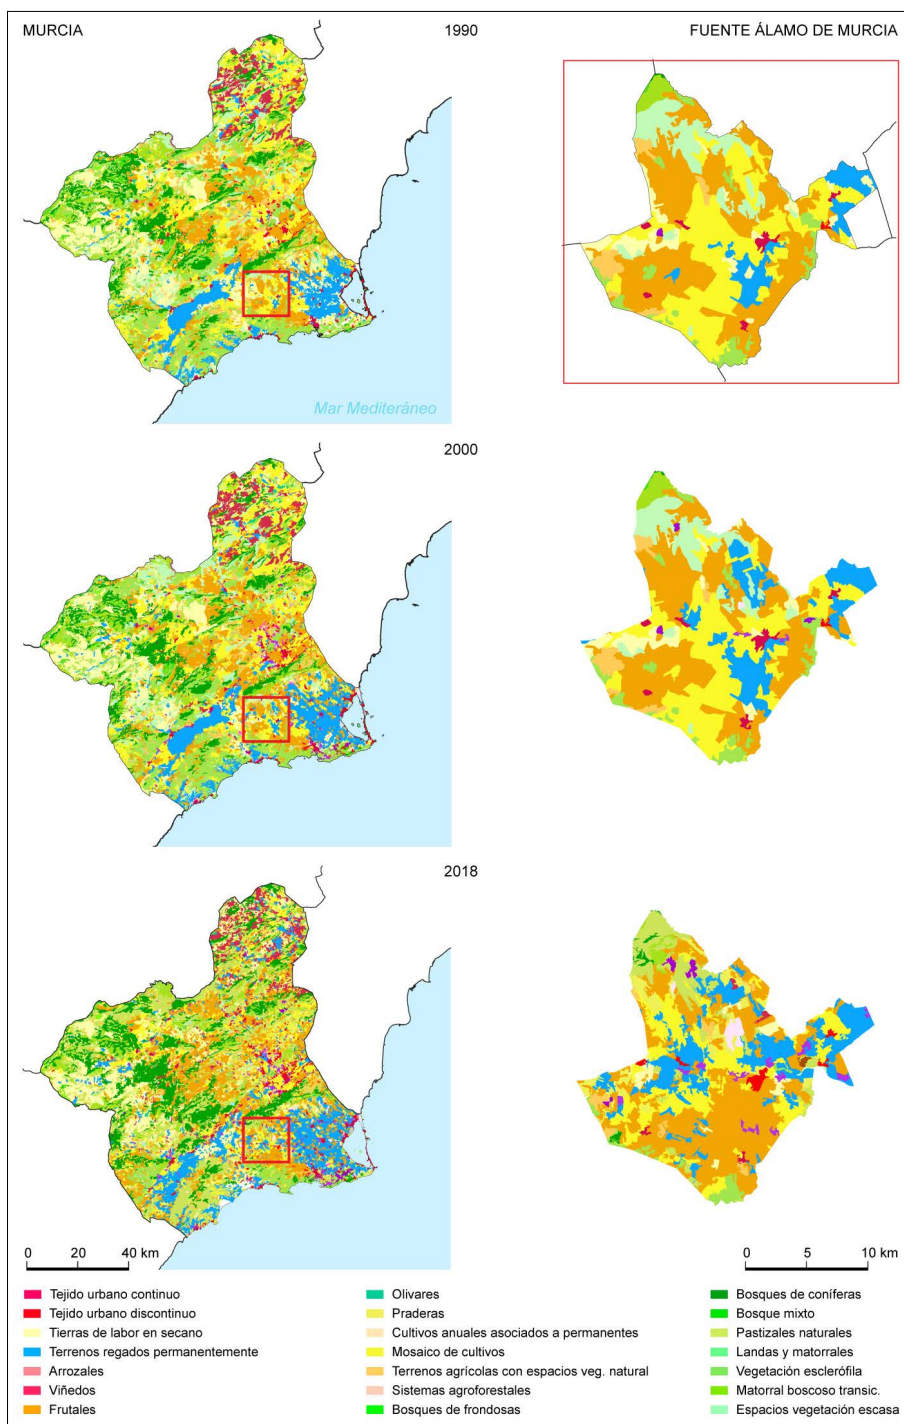 MURCIA
1990
FUENTE ÁLAMO DE MURCIA
Mar Mediteráneo
2000
2018
0 20 40 km
0 5 10 km
Tejido urbano continuo
Tejido urbano discontinuo
Tierras de labor en secano
Terrenos regados permanentemente
Arrozales
Viñedos
Frutales
Olivares
Praderas
Cultivos anuales asociados a permanentes
Mosaico de cultivos
Terrenos agrícolas con espacios veg. natural
Sistemas agroforestales
Bosques de frondosas
Bosques de coníferas
Bosque mixto
Pastizales naturales
Landas y matorrales
Vegetación esclerófila
Matorral boscoso transic.
Espacios vegetación escasa